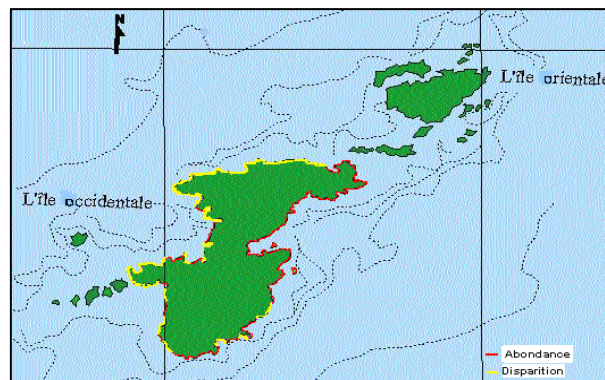 N
L'île orientale
L'île occidentale
Abondance
Disparition